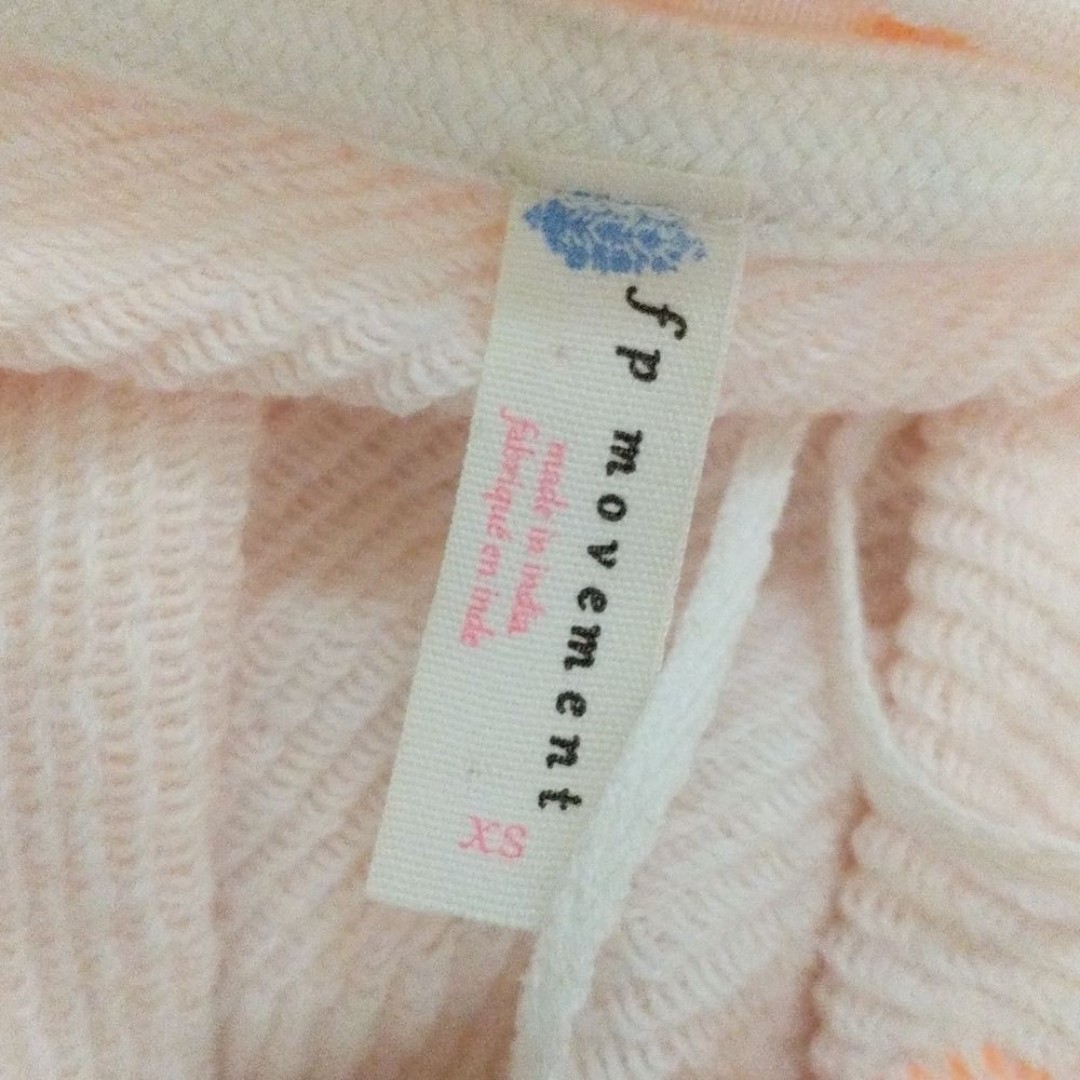 fp movement
made in india
fabriqué en inde
XS